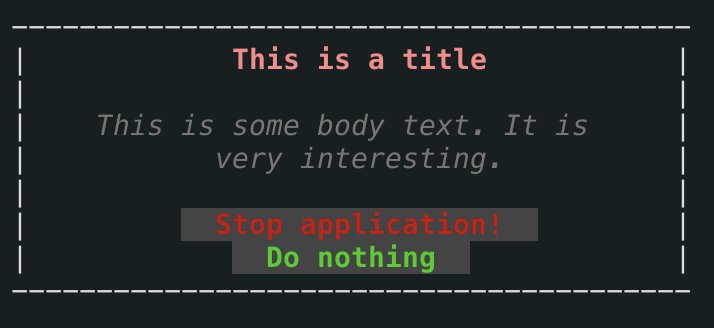 This is a title
This is some body text. It is
very interesting.
Stop application!
Do nothing